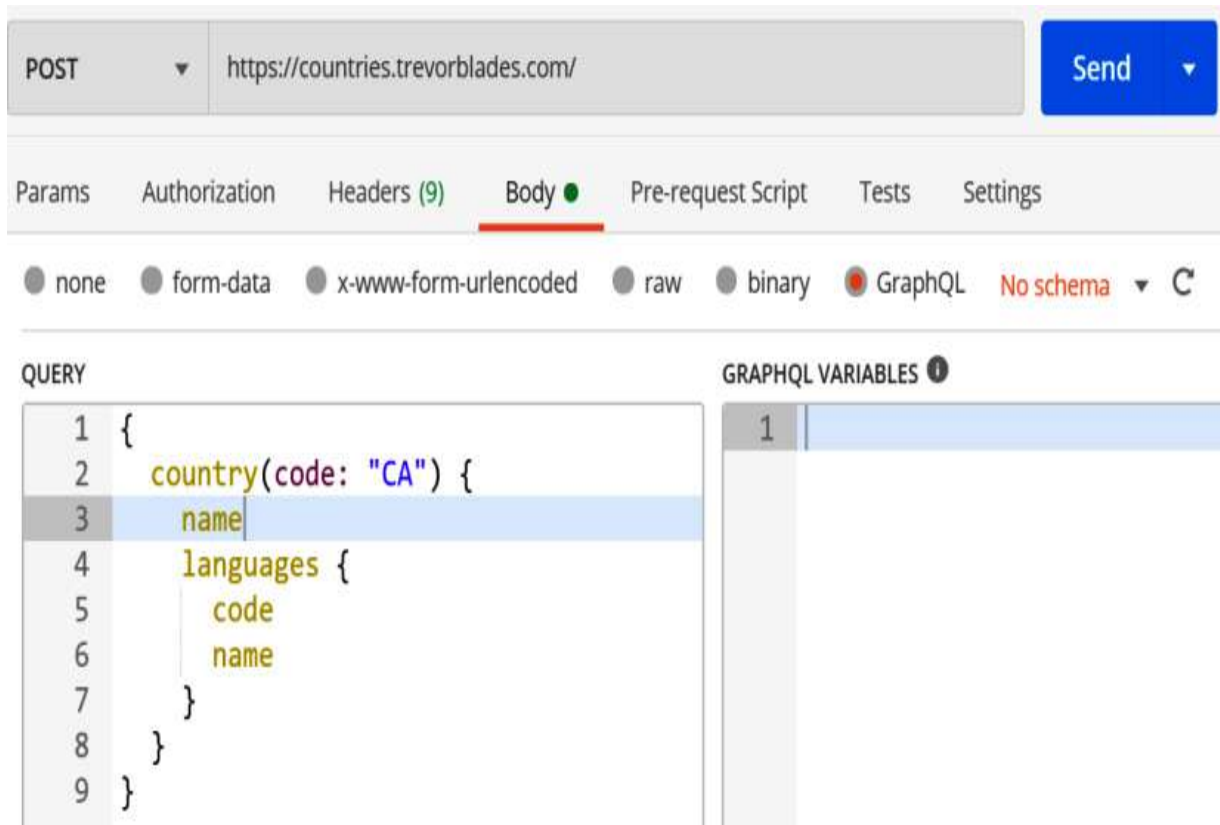 POST https://countries.trevorblades.com/ Send
Params Authorization Headers (9) Body Pre-request Script Tests Settings
none form-data x-www-form-urlencoded raw binary GraphQL No schema
QUERY GRAPHQL VARIABLES
1 { 1
2 country(code: "CA") {
3 name
4 languages {
5 code
6 name
7 }
8 }
9 }